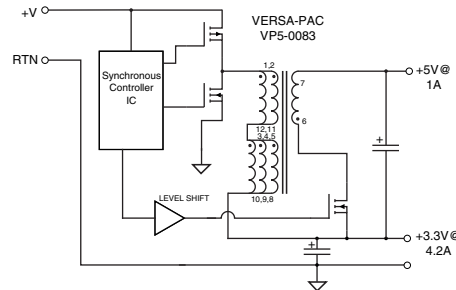 +V
VERSA-PAC
VP5-0083
RTN
Synchronous
Controller
IC
1,2
7
+5V@
1A
6
12,11
3,4,5
10,9,8
LEVEL SHIFT
+
+
+3.3V@
4.2A